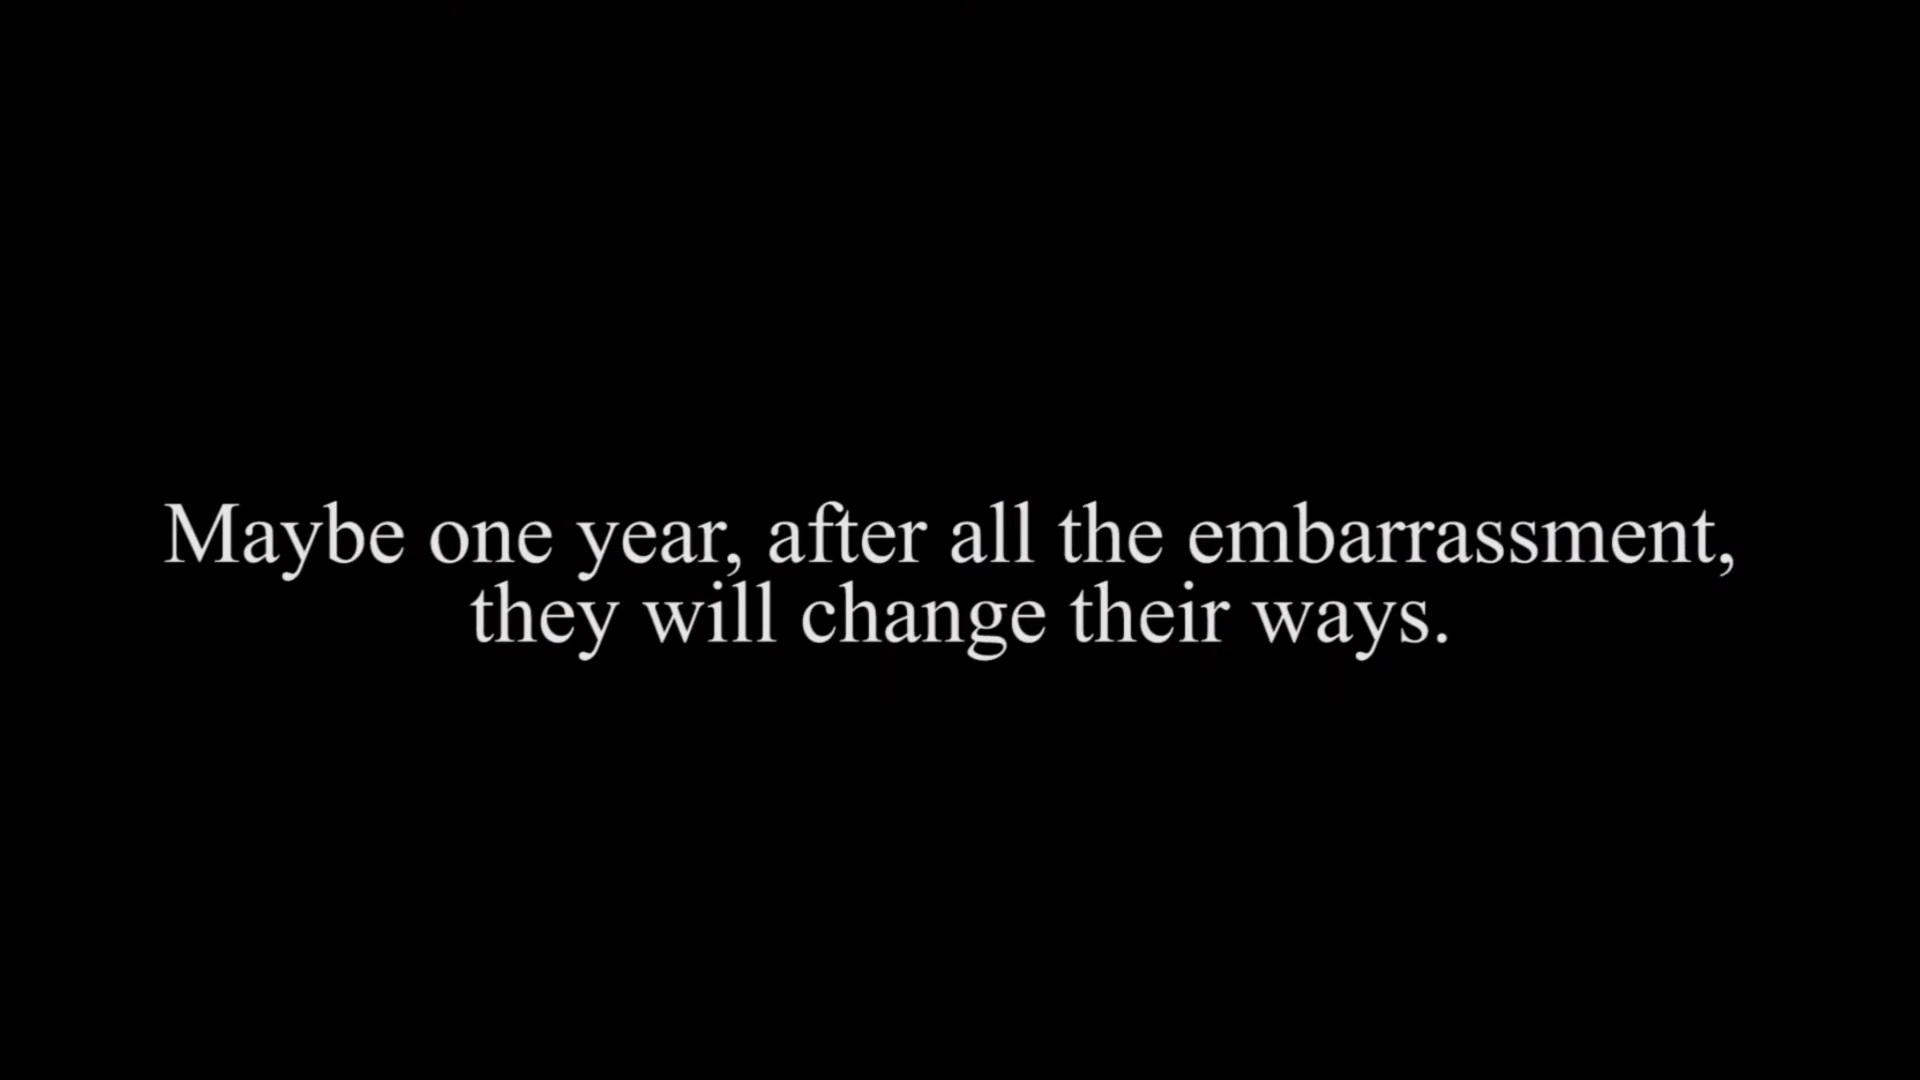 Maybe one year, after all the embarrassment,
they will change their ways.